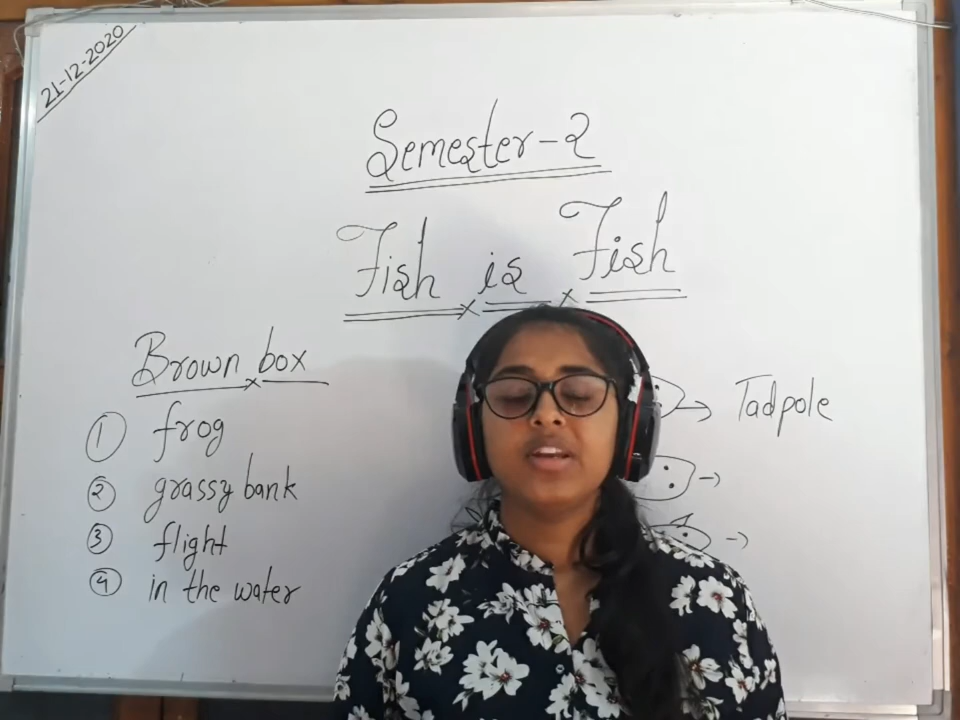 21-12-2020
Semester-2
Fish is Fish
Brown box
1 frog
2 grassy bank
3 flight
4 in the water
Tadpole